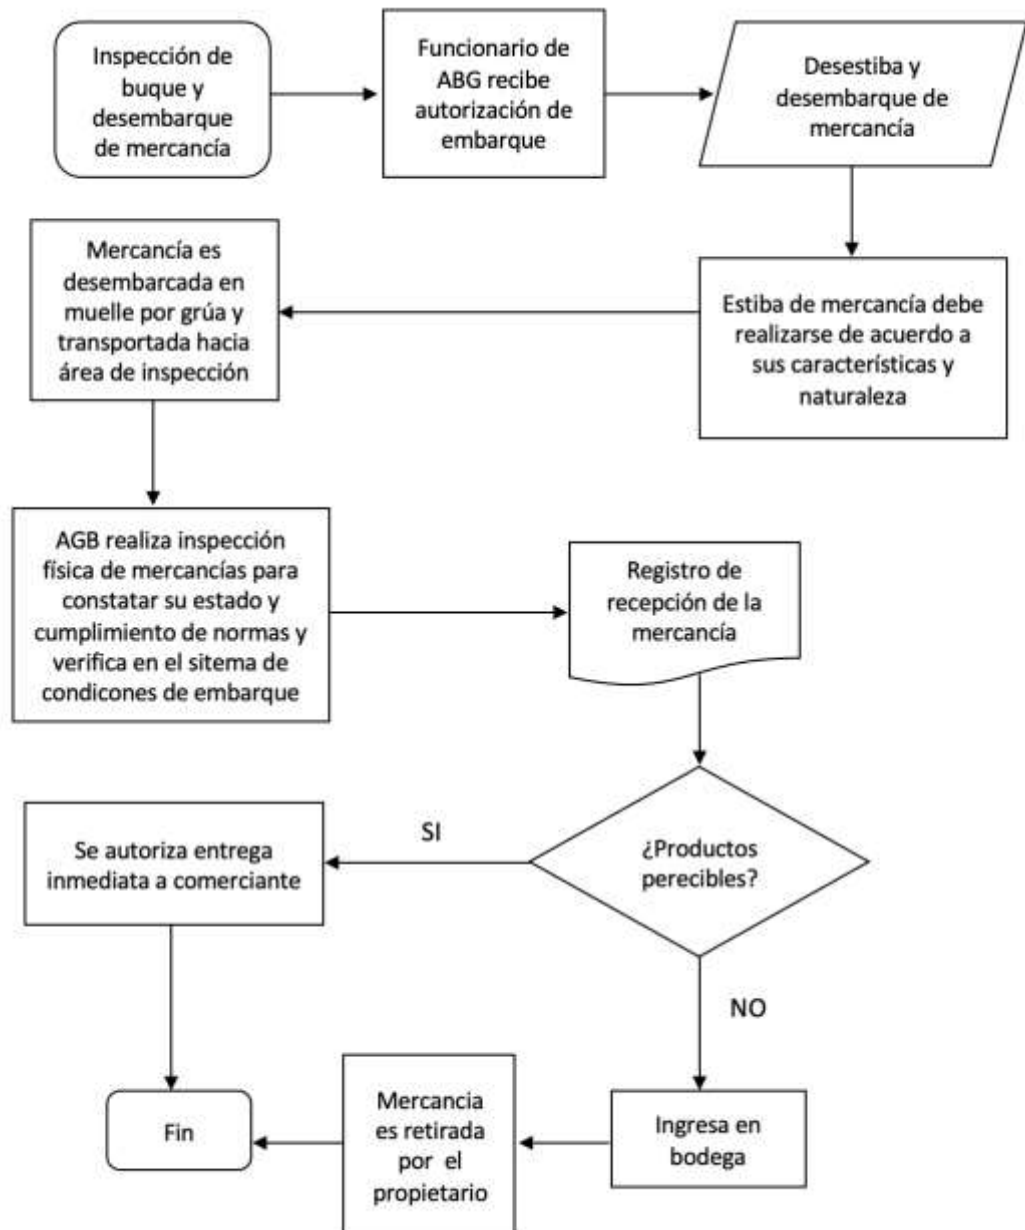 Inspección de
buque y
desembarque
de mercancía
Funcionario de
ABG recibe
autorización de
embarque
Desestiba y
desembarque de
mercancía
Estiba de mercancía debe
realizarse de acuerdo a
sus características y
naturaleza
Mercancía es
desembarcada en
muelle por grúa y
transportada hacia
área de inspección
AGB realiza inspección
física de mercancías para
constatar su estado y
cumplimiento de normas y
verifica en el sitema de
condicones de embarque
Registro de
recepción de la
mercancía
¿Productos
perecibles?
SI
Se autoriza entrega
inmediata a comerciante
NO
Ingresa en
bodega
Mercancia
es retirada
por el
propietario
Fin